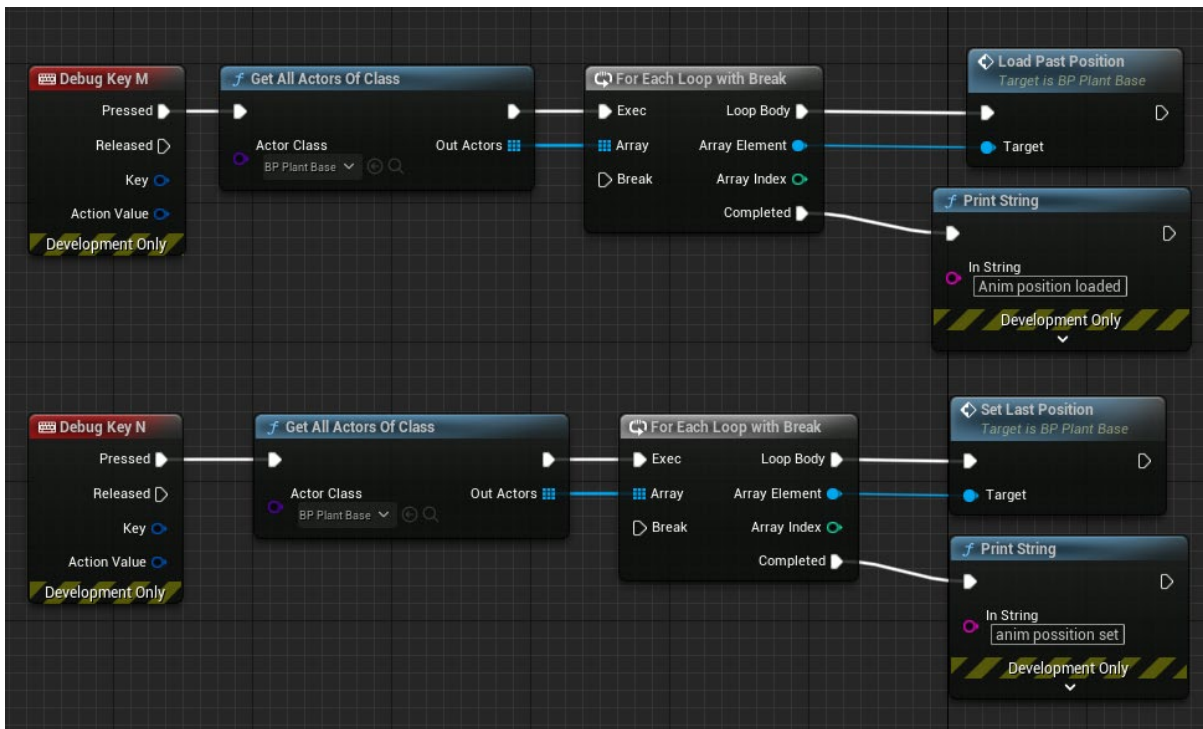 Debug Key M
Pressed
Released
Key
Action Value
Development Only
Get All Actors Of Class
Actor Class
BP Plant Base
Out Actors
For Each Loop with Break
Exec
Array
Break
Loop Body
Array Element
Array Index
Completed
Load Past Position
Target is BP Plant Base
Target
Print String
In String
Anim position loaded
Development Only
Debug Key N
Pressed
Released
Key
Action Value
Development Only
Get All Actors Of Class
Actor Class
BP Plant Base
Out Actors
For Each Loop with Break
Exec
Array
Break
Loop Body
Array Element
Array Index
Completed
Set Last Position
Target is BP Plant Base
Target
Print String
In String
anim possition set
Development Only